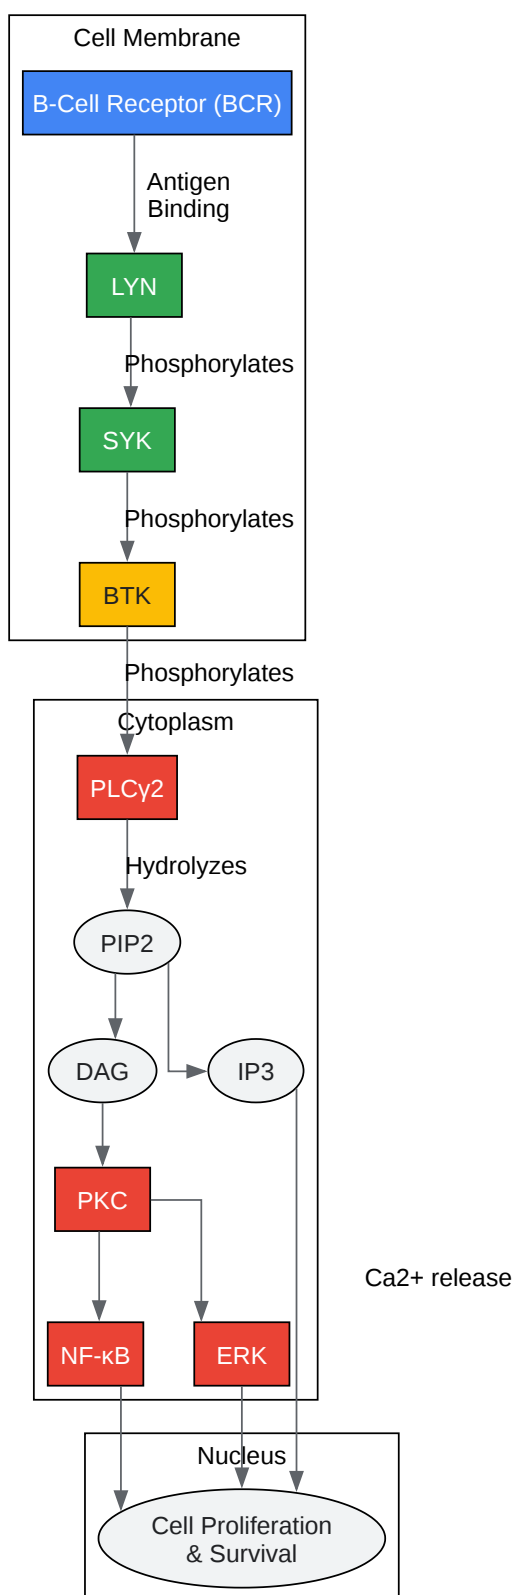 Cell Membrane
B-Cell Receptor (BCR)
Antigen
Binding
LYN
Phosphorylates
SYK
Phosphorylates
BTK
Phosphorylates
Cytoplasm
PLCγ2
Hydrolyzes
PIP2
DAG
IP3
PKC
Ca2+ release
NF-κB
ERK
Nucleus
Cell Proliferation
& Survival